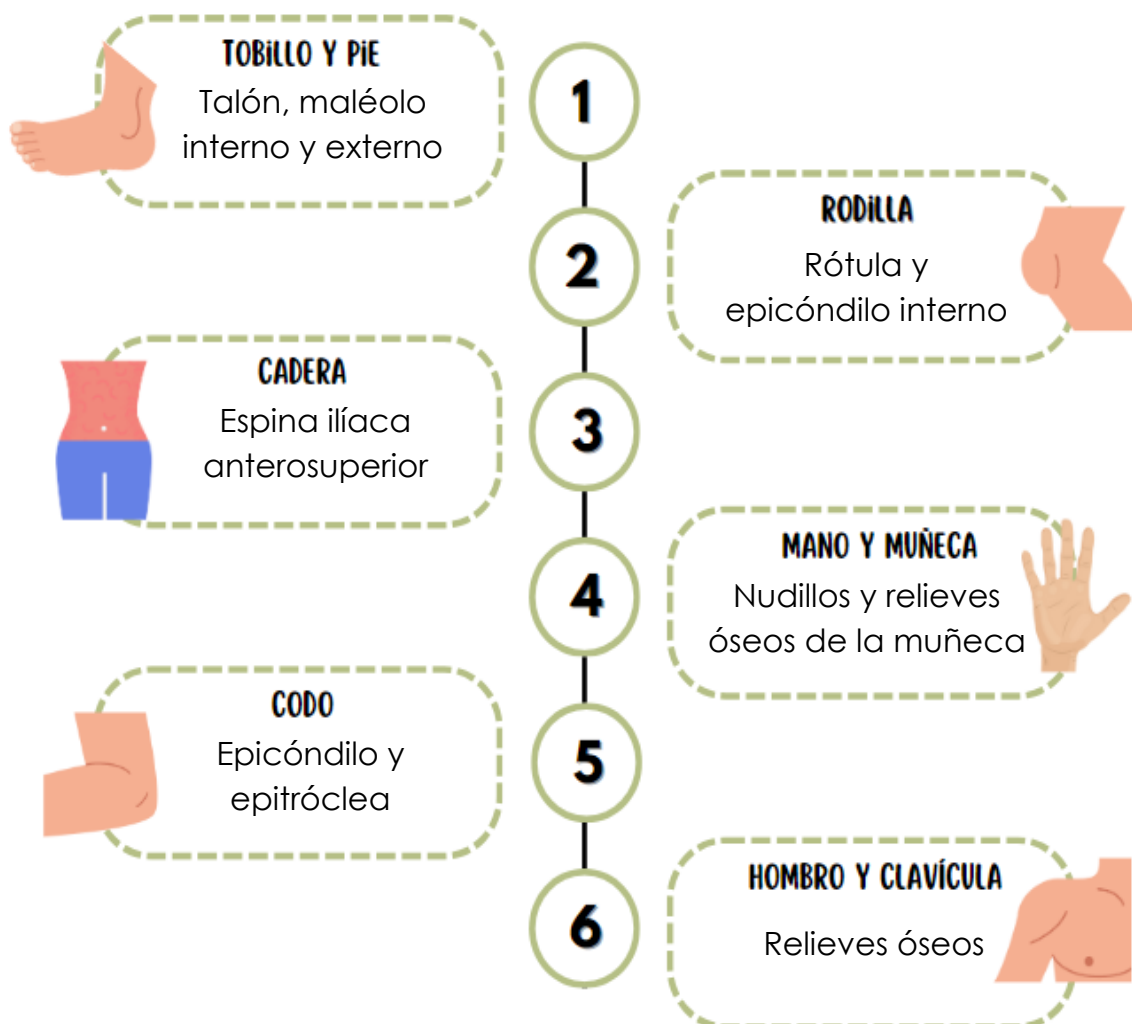 TOBILLO Y PIE
Talón, maléolo
interno y externo
1
RODILLA
Rótula y
epicóndilo interno
2
CADERA
Espina ilíaca
anterosuperior
3
MANO Y MUÑECA
Nudillos y relieves
óseos de la muñeca
4
CODO
Epicóndilo y
epitróclea
5
HOMBRO Y CLAVÍCULA
Relieves óseos
6